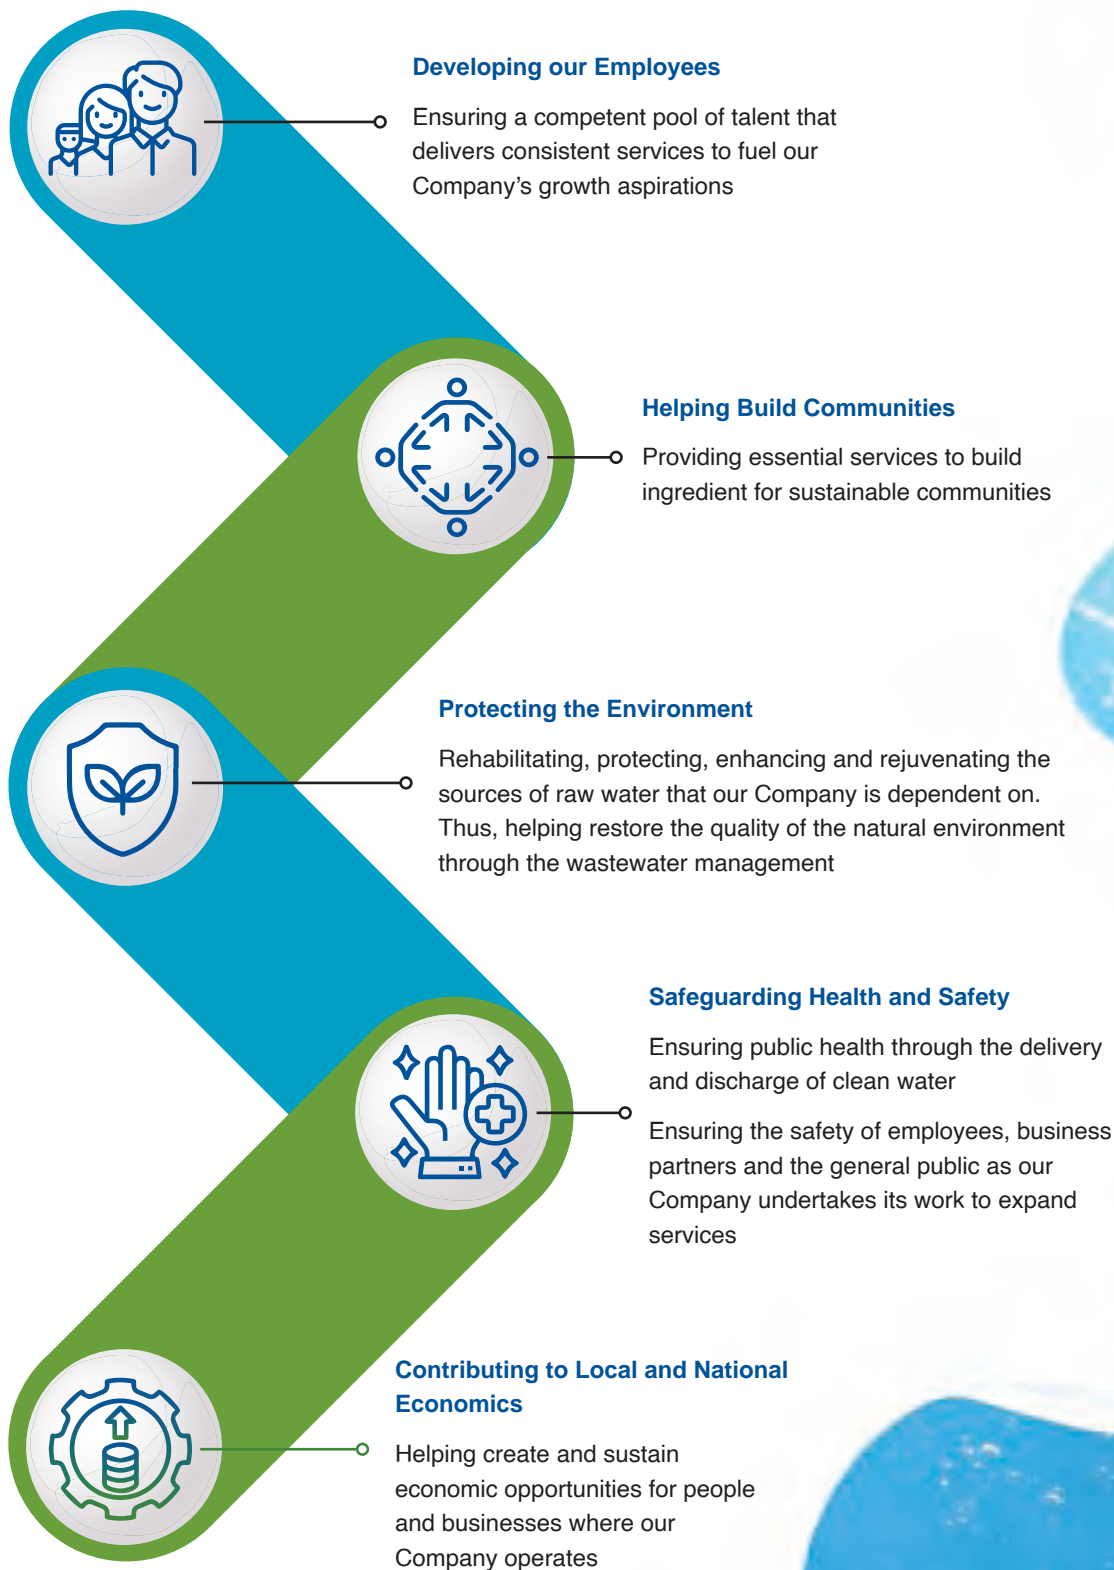 Developing our Employees
Ensuring a competent pool of talent that
delivers consistent services to fuel our
Company’s growth aspirations
Helping Build Communities
Providing essential services to build
ingredient for sustainable communities
Protecting the Environment
Rehabilitating, protecting, enhancing and rejuvenating the
sources of raw water that our Company is dependent on.
Thus, helping restore the quality of the natural environment
through the wastewater management
Safeguarding Health and Safety
Ensuring public health through the delivery
and discharge of clean water
Ensuring the safety of employees, business
partners and the general public as our
Company undertakes its work to expand
services
Contributing to Local and National
Economics
Helping create and sustain
economic opportunities for people
and businesses where our
Company operates